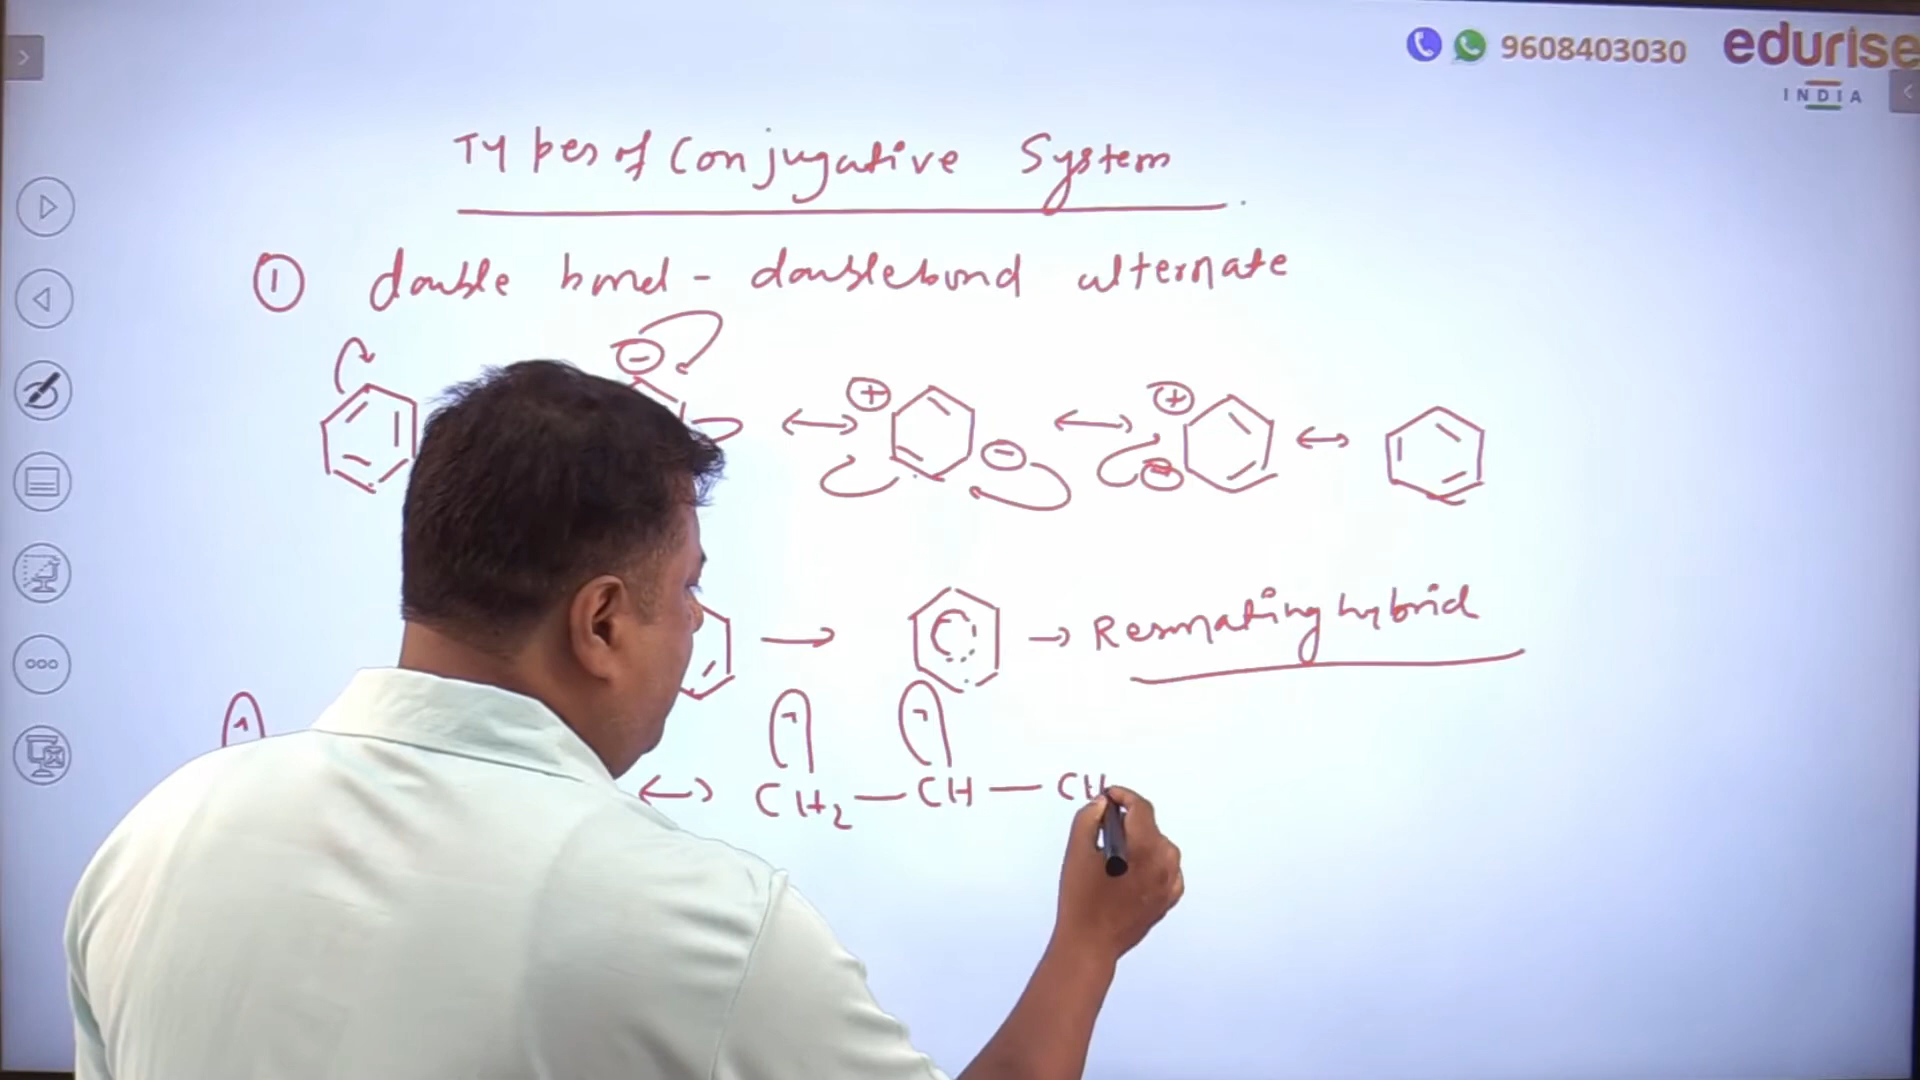 9608403030 edurise
INDIA
Types of Conjugative System
① double bond - doublebond alternate
⊖
⊕ ⊖ ↔ ⊕ ⊖ ↔
→ → Resonating hybrid
↔ CH₂ — CH — CH